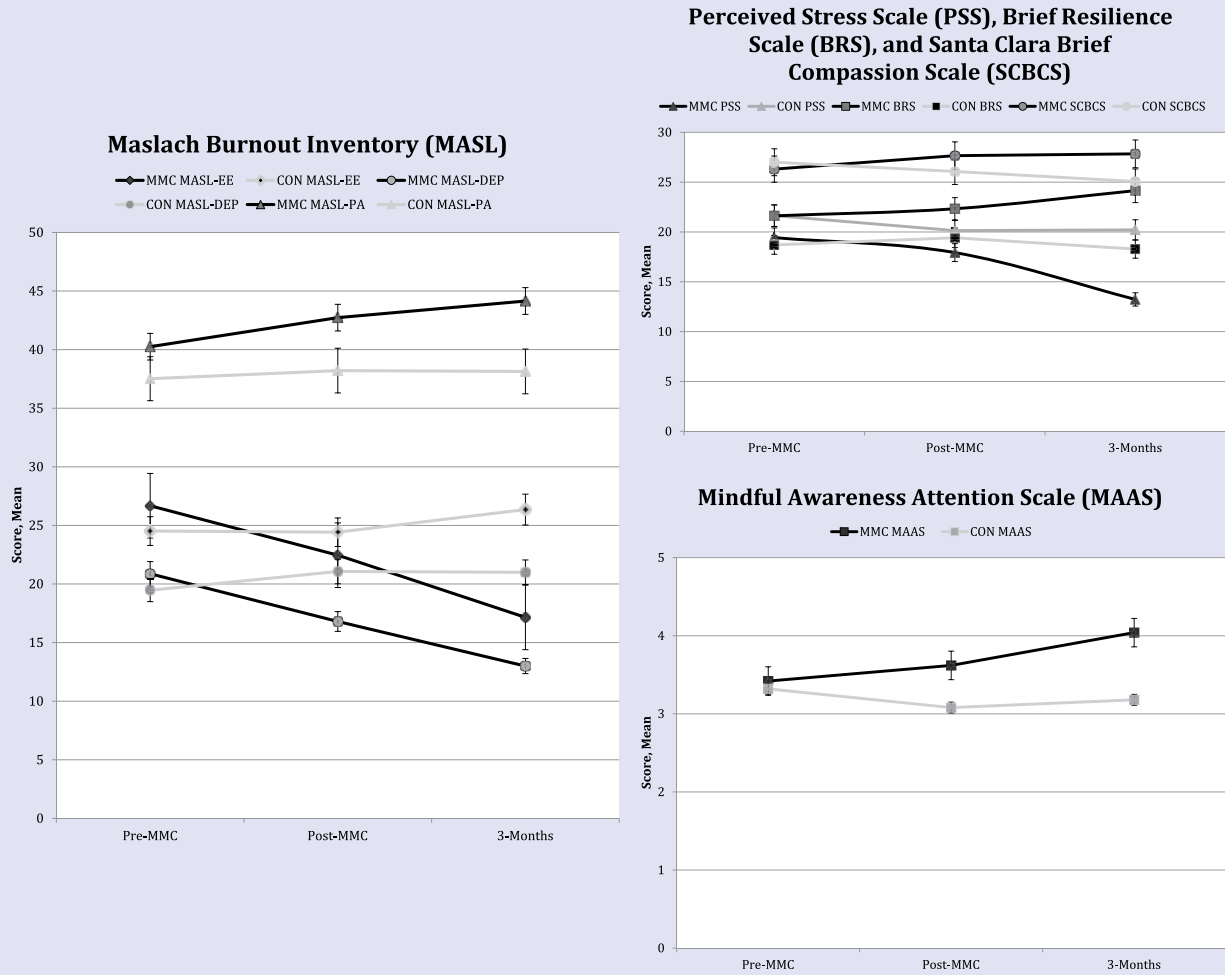 Maslach Burnout Inventory (MASL)
MMC MASL-EE CON MASL-EE MMC MASL-DEP
CON MASL-DEP MMC MASL-PA CON MASL-PA
50
45
40
35
30
25
20
15
10
5
0
Score, Mean
Pre-MMC Post-MMC 3-Months
Perceived Stress Scale (PSS), Brief Resilience
Scale (BRS), and Santa Clara Brief
Compassion Scale (SCBCS)
MMC PSS CON PSS MMC BRS CON BRS MMC SCBCS CON SCBCS
30
25
20
15
10
5
0
Score, Mean
Pre-MMC Post-MMC 3-Months
Mindful Awareness Attention Scale (MAAS)
MMC MAAS CON MAAS
5
4
3
2
1
0
Score, Mean
Pre-MMC Post-MMC 3-Months